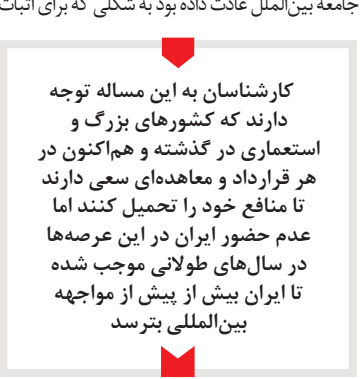 جامعه بین‌الملل عادت داده بود به شکلی که برای اثبات
کارشناسان به این مساله توجه
دارند که کشورهای بزرگ و
استعماری در گذشته و هم‌اکنون در
هر قرارداد و معاهده‌ای سعی دارند
تا منافع خود را تحمیل کنند اما
عدم حضور ایران در این عرصه‌ها
در سال‌های طولانی موجب شده
تا ایران بیش از پیش از مواجهه
بین‌المللی بترسد